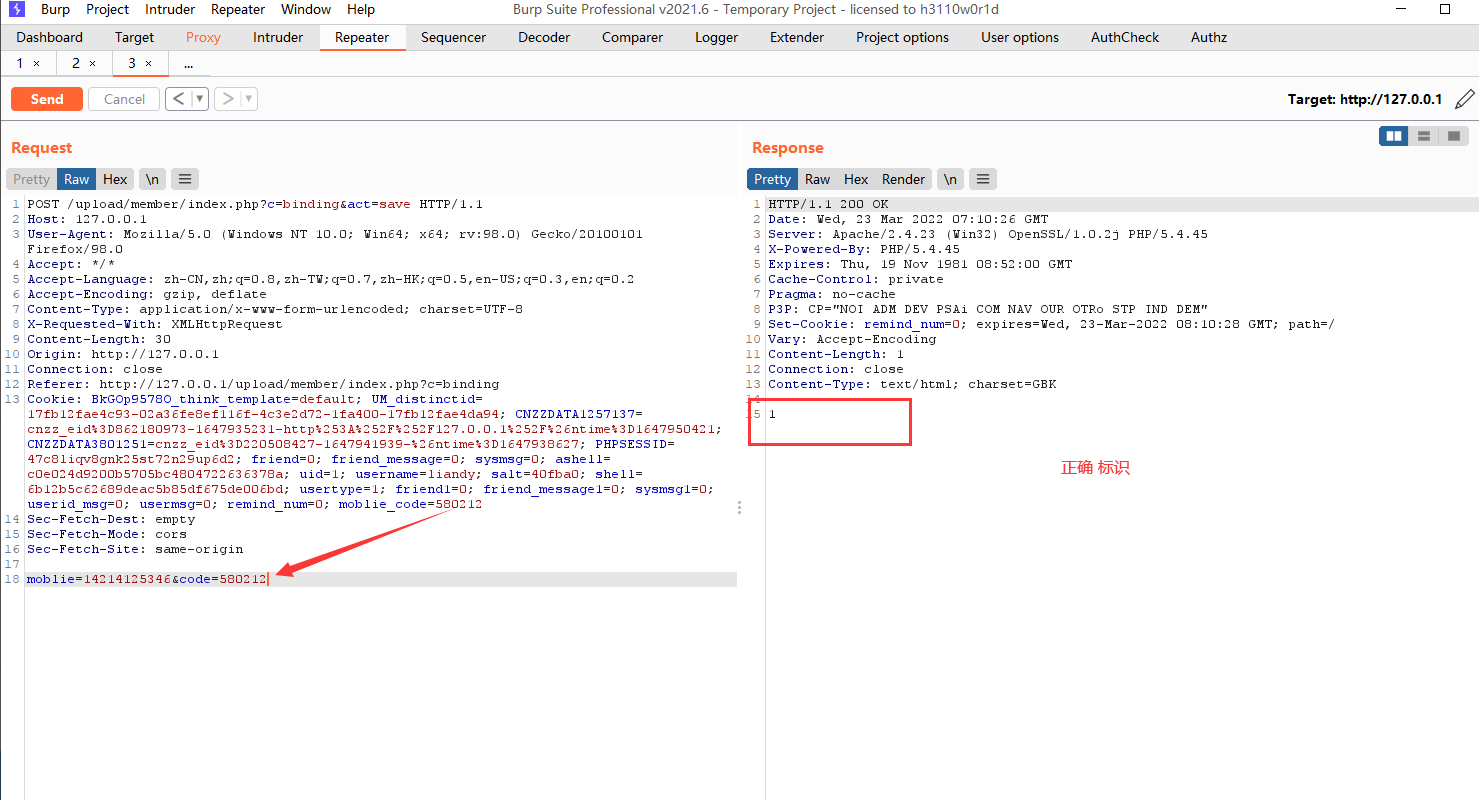 Burp Project Intruder Repeater Window Help Burp Suite Professional v2021.6 - Temporary Project - licensed to h3110w0r1d
Dashboard Target Proxy Intruder Repeater Sequencer Decoder Comparer Logger Extender Project options User options AuthCheck Authz
1 × 2 × 3 × ...
Send Cancel < ▼ > ▼ Target: http://127.0.0.1
Request
Pretty Raw Hex \n ≡
1 POST /upload/member/index.php?c=binding&act=save HTTP/1.1
2 Host: 127.0.0.1
3 User-Agent: Mozilla/5.0 (Windows NT 10.0; Win64; x64; rv:98.0) Gecko/20100101
Firefox/98.0
4 Accept: */*
5 Accept-Language: zh-CN,zh;q=0.8,zh-TW;q=0.7,zh-HK;q=0.5,en-US;q=0.3,en;q=0.2
6 Accept-Encoding: gzip, deflate
7 Content-Type: application/x-www-form-urlencoded; charset=UTF-8
8 X-Requested-With: XMLHttpRequest
9 Content-Length: 30
10 Origin: http://127.0.0.1
11 Connection: close
12 Referer: http://127.0.0.1/upload/member/index.php?c=binding
13 Cookie: BkGOp9578O_think_template=default; UM_distinctid=
17fb12fae4c93-02a36fe8ef116f-4c3e2d72-1fa400-17fb12fae4da94; CNZZDATA1257137=
cnzz_eid%3D862180973-1647935231-http%253A%252F%252F127.0.0.1%252F%26ntime%3D1647950421;
CNZZDATA3801251=cnzz_eid%3D220508427-1647941939-%26ntime%3D1647938627; PHPSESSID=
47c8liqv8gnk25st72n29up6d2; friend=0; friend_message=0; sysmsg=0; ashell=
c0e024d9200b5705bc4804722636378a; uid=1; username=liandy; salt=40fba0; shell=
6b12b5c62689deac5b85df675de006bd; usertype=1; friend1=0; friend_message1=0; sysmsg1=0;
userid_msg=0; usermsg=0; remind_num=0; moblie_code=580212
14 Sec-Fetch-Dest: empty
15 Sec-Fetch-Mode: cors
16 Sec-Fetch-Site: same-origin
17
18 moblie=14214125346&code=580212
Response
Pretty Raw Hex Render \n ≡
1 HTTP/1.1 200 OK
2 Date: Wed, 23 Mar 2022 07:10:26 GMT
3 Server: Apache/2.4.23 (Win32) OpenSSL/1.0.2j PHP/5.4.45
4 X-Powered-By: PHP/5.4.45
5 Expires: Thu, 19 Nov 1981 08:52:00 GMT
6 Cache-Control: private
7 Pragma: no-cache
8 P3P: CP="NOI ADM DEV PSAi COM NAV OUR OTRo STP IND DEM"
9 Set-Cookie: remind_num=0; expires=Wed, 23-Mar-2022 08:10:28 GMT; path=/
10 Vary: Accept-Encoding
11 Content-Length: 1
12 Connection: close
13 Content-Type: text/html; charset=GBK
14
15 1
正确 标识